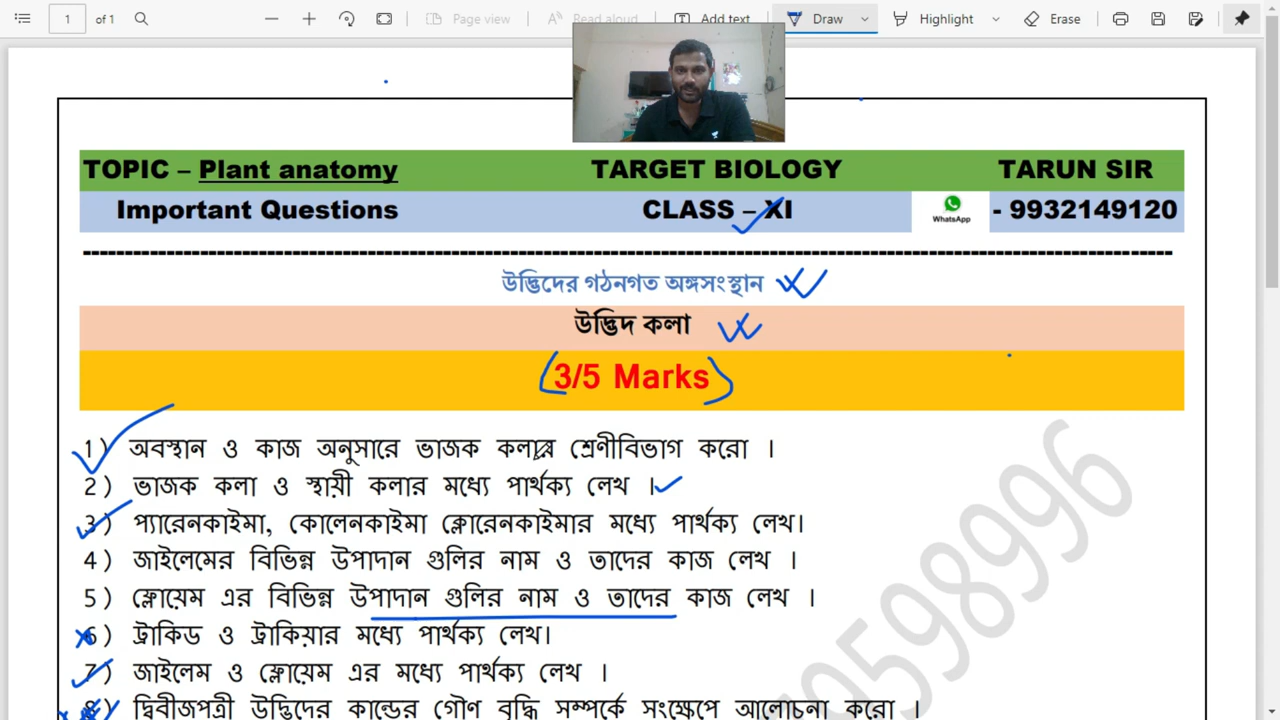 1 of 1 Page view Read aloud Add text Draw Highlight Erase
TOPIC – Plant anatomy TARGET BIOLOGY TARUN SIR
Important Questions CLASS – XI WhatsApp - 9932149120
উদ্ভিদের গঠনগত অঙ্গসংস্থান
উদ্ভিদ কলা
3/5 Marks
1) অবস্থান ও কাজ অনুসারে ভাজক কলার শ্রেণীবিভাগ করো ।
2) ভাজক কলা ও স্থায়ী কলার মধ্যে পার্থক্য লেখ ।
3) প্যারেনকাইমা, কোলেনকাইমা ক্লোরেনকাইমার মধ্যে পার্থক্য লেখ।
4) জাইলেমের বিভিন্ন উপাদান গুলির নাম ও তাদের কাজ লেখ ।
5) ফ্লোয়েম এর বিভিন্ন উপাদান গুলির নাম ও তাদের কাজ লেখ ।
6) ট্রাকিড ও ট্রাকিয়ার মধ্যে পার্থক্য লেখ।
7) জাইলেম ও ফ্লোয়েম এর মধ্যে পার্থক্য লেখ ।
8) দ্বিবীজপত্রী উদ্ভিদের কান্ডের গৌণ বৃদ্ধি সম্পর্কে সংক্ষেপে আলোচনা করো ।